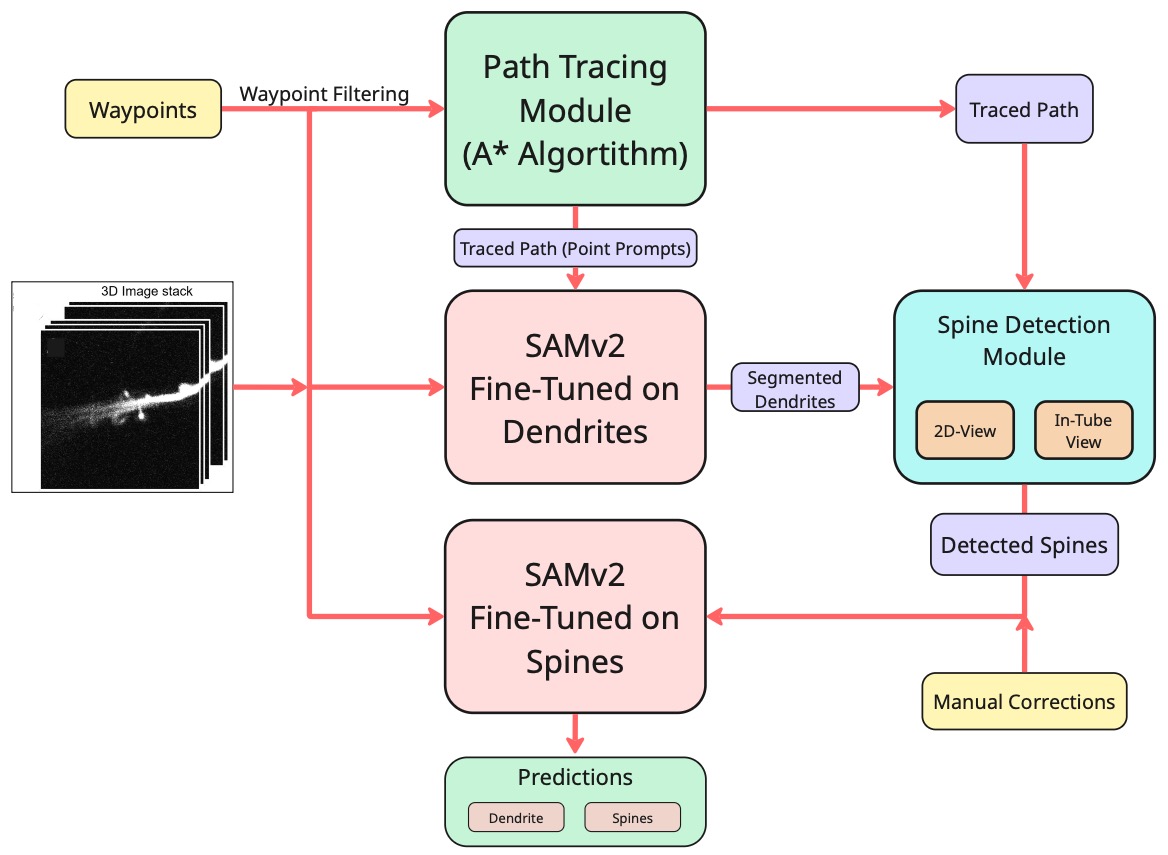 Waypoints
Waypoint Filtering
Path Tracing
Module
(A* Algortithm)
Traced Path
Traced Path (Point Prompts)
3D Image stack
SAMv2
Fine-Tuned on
Dendrites
Segmented
Dendrites
Spine Detection
Module
2D-View
In-Tube
View
Detected Spines
SAMv2
Fine-Tuned on
Spines
Manual Corrections
Predictions
Dendrite
Spines